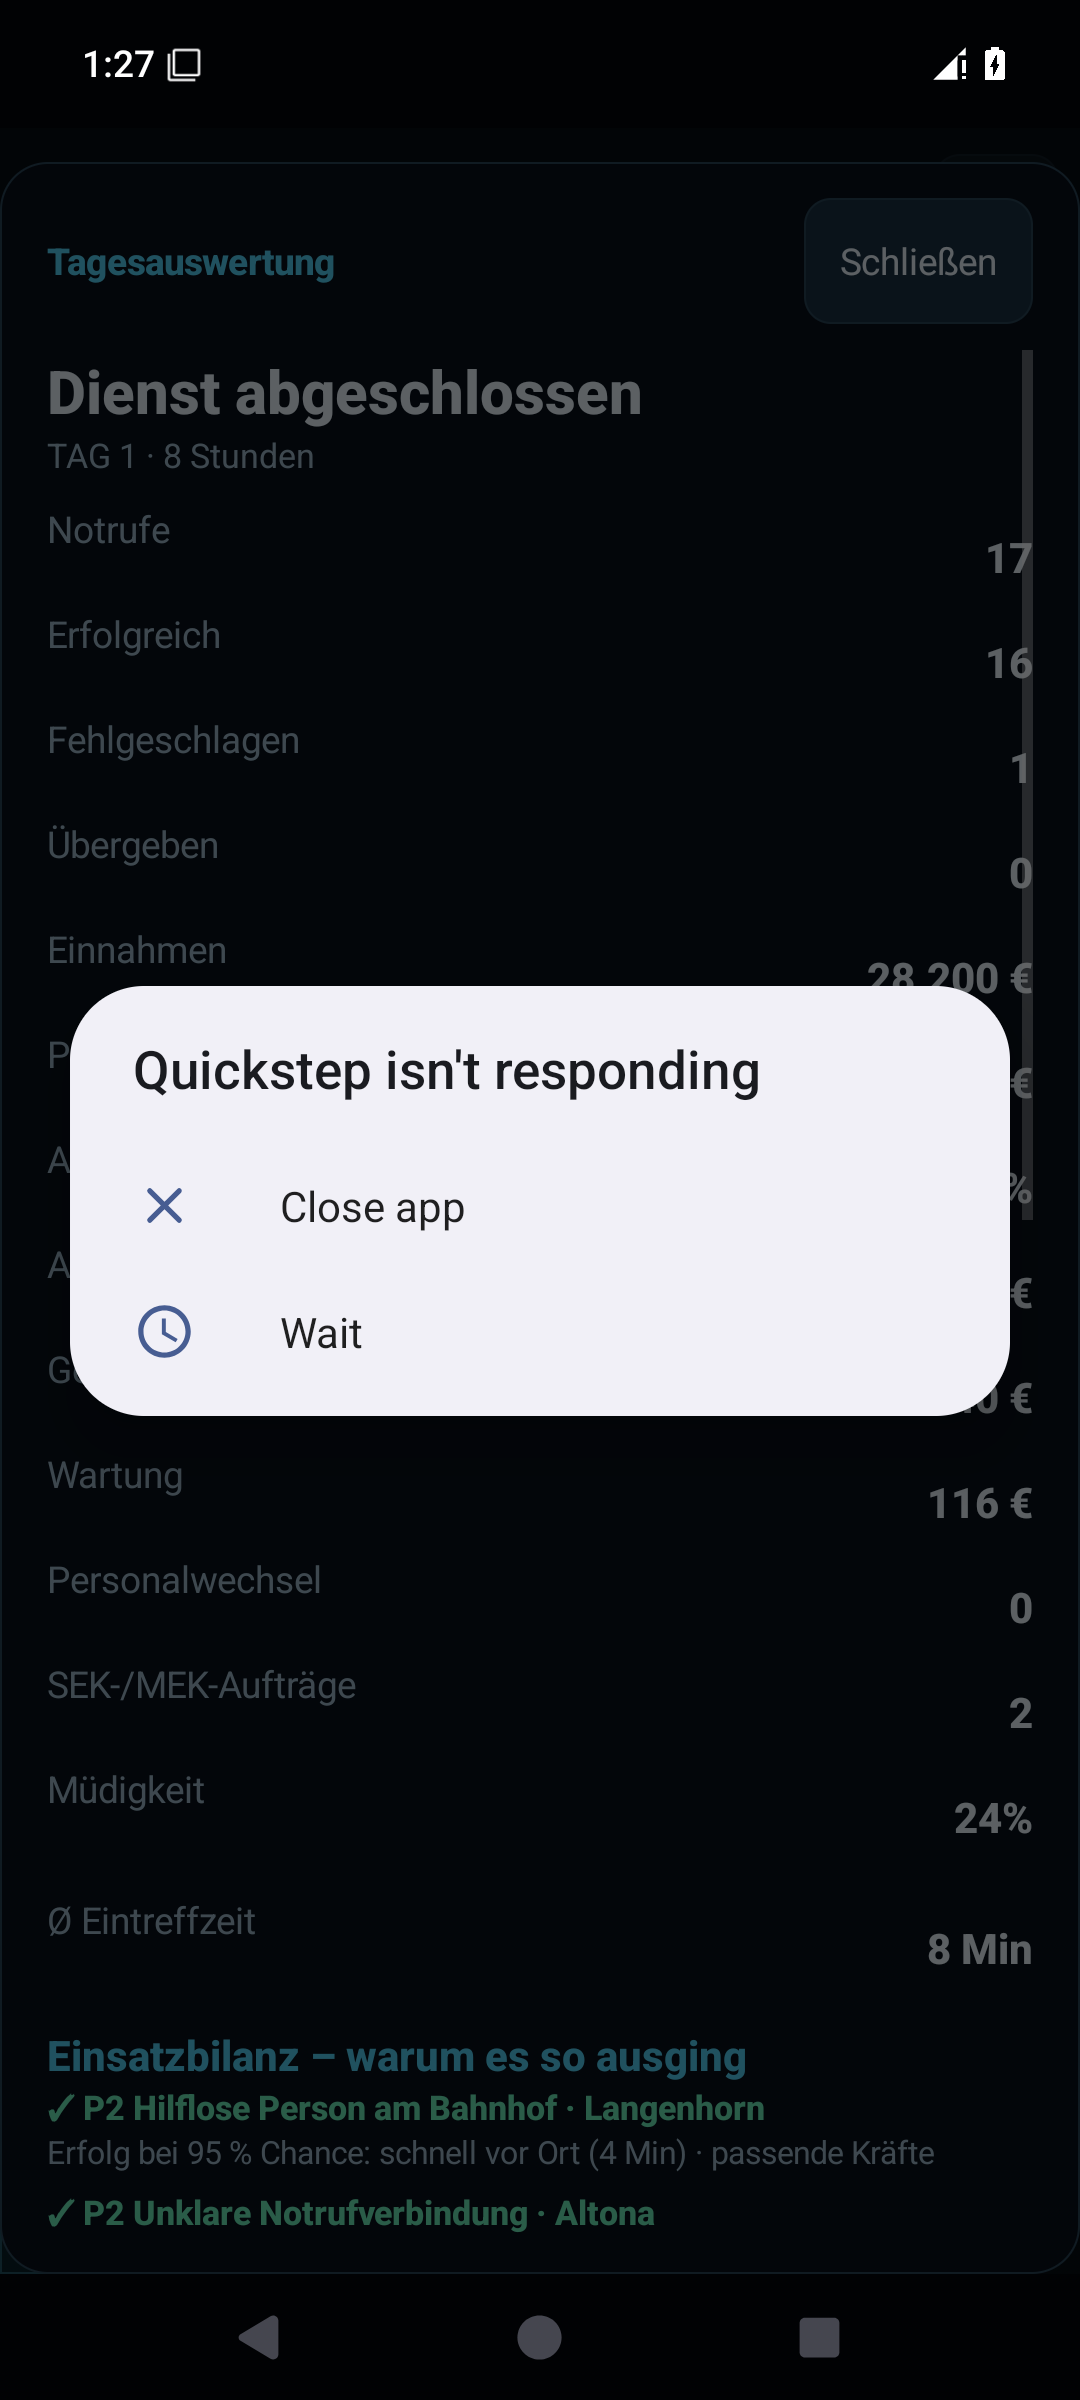 1:27
Tagesauswertung
Schließen
Dienst abgeschlossen
TAG 1 · 8 Stunden
Notrufe
17
Erfolgreich
16
Fehlgeschlagen
1
Übergeben
0
Einnahmen
28 200 €
Quickstep isn't responding
Close app
Wait
Wartung
116 €
Personalwechsel
0
SEK-/MEK-Aufträge
2
Müdigkeit
24%
Ø Eintreffzeit
8 Min
Einsatzbilanz – warum es so ausging
✓ P2 Hilflose Person am Bahnhof · Langenhorn
Erfolg bei 95 % Chance: schnell vor Ort (4 Min) · passende Kräfte
✓ P2 Unklare Notrufverbindung · Altona